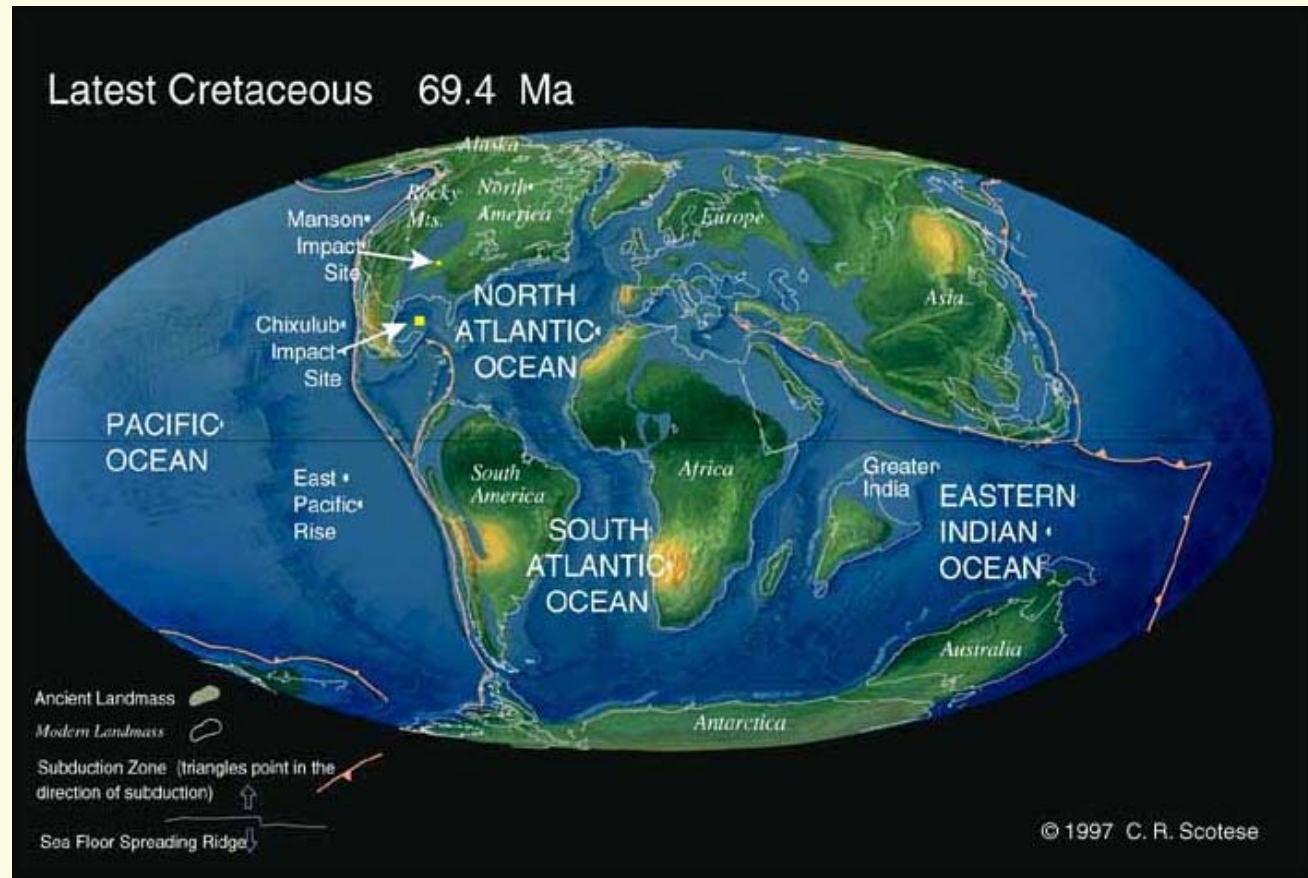 Latest Cretaceous 69.4 Ma
Alaska
Rocky
Mts.
North
America
Manson
Impact
Site
Europe
Asia
NORTH
ATLANTIC
OCEAN
Chixulub
Impact
Site
PACIFIC
OCEAN
East
Pacific
Rise
South
America
Africa
Greater
India
EASTERN
INDIAN
OCEAN
SOUTH
ATLANTIC
OCEAN
Australia
Antarctica
Ancient Landmass
Modern Landmass
Subduction Zone (triangles point in the
direction of subduction)
Sea Floor Spreading Ridge
© 1997 C. R. Scotese